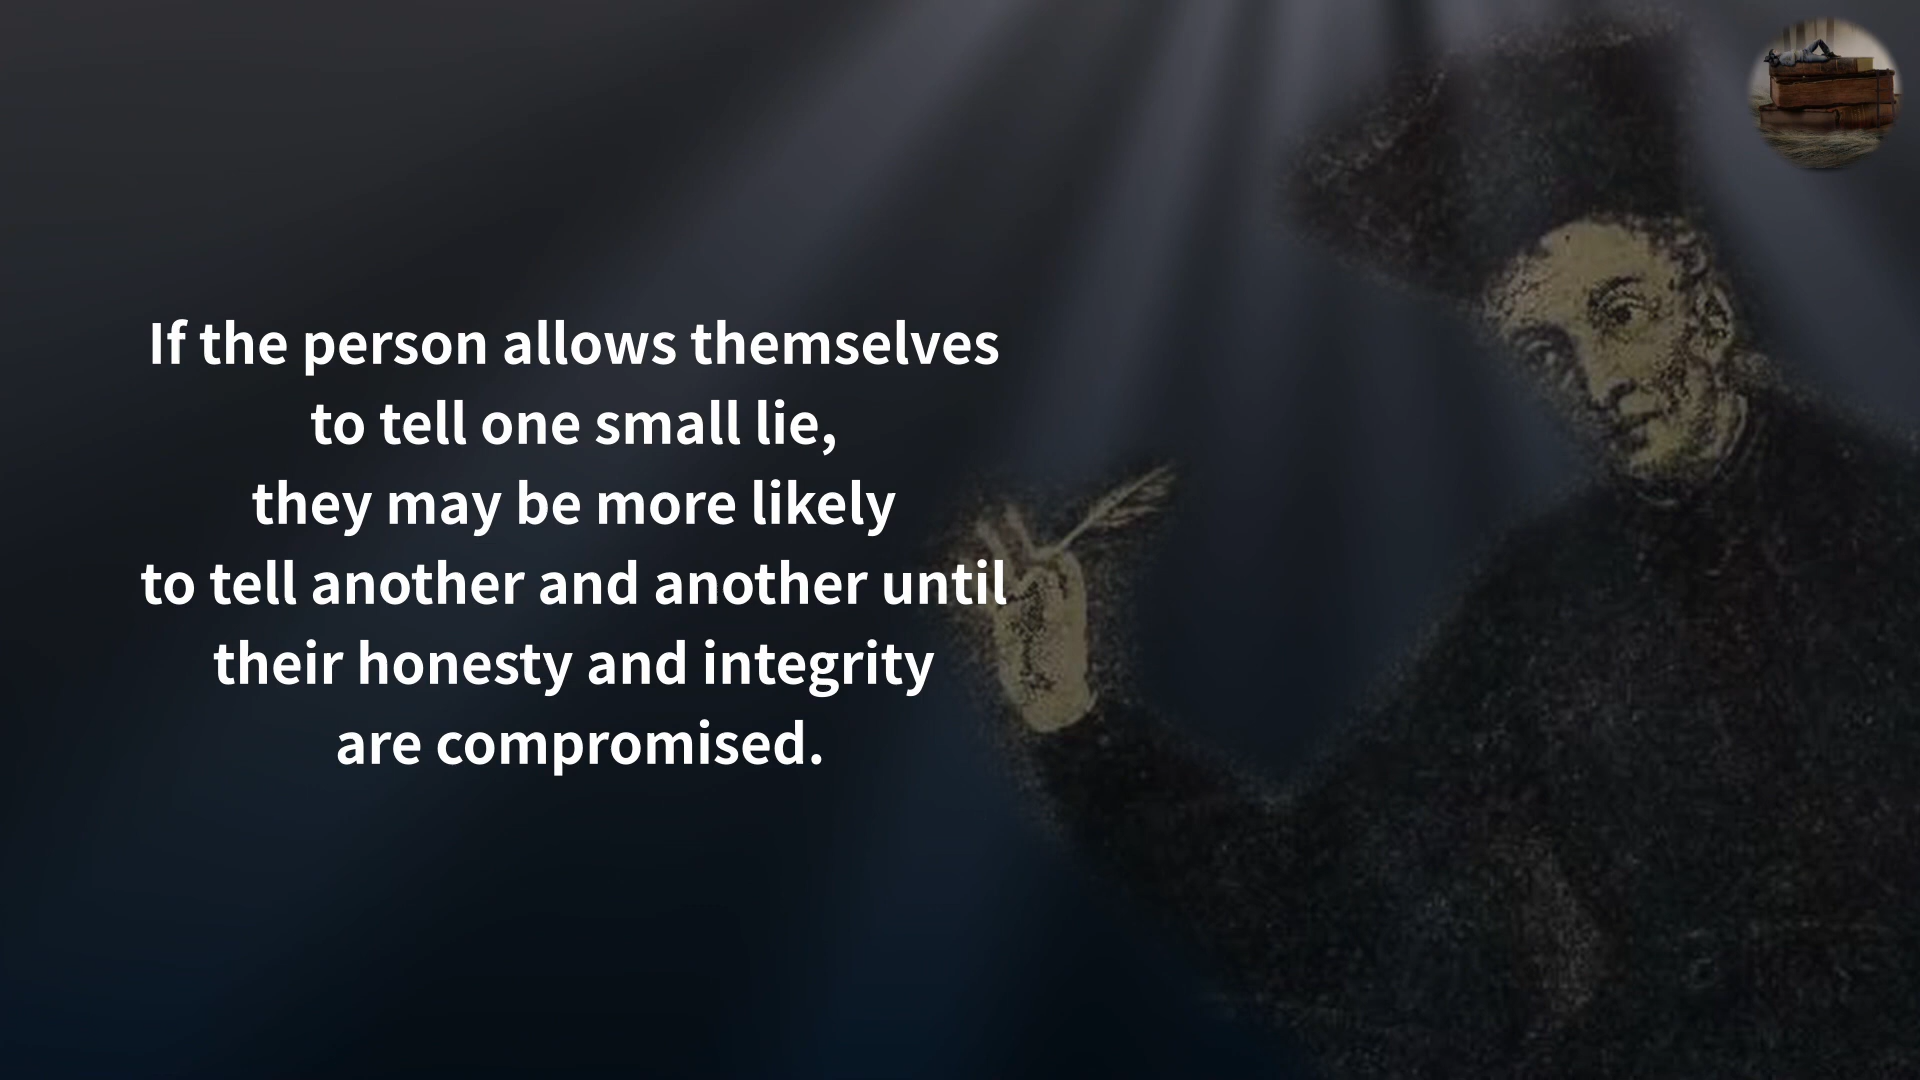 If the person allows themselves
to tell one small lie,
they may be more likely
to tell another and another until
their honesty and integrity
are compromised.